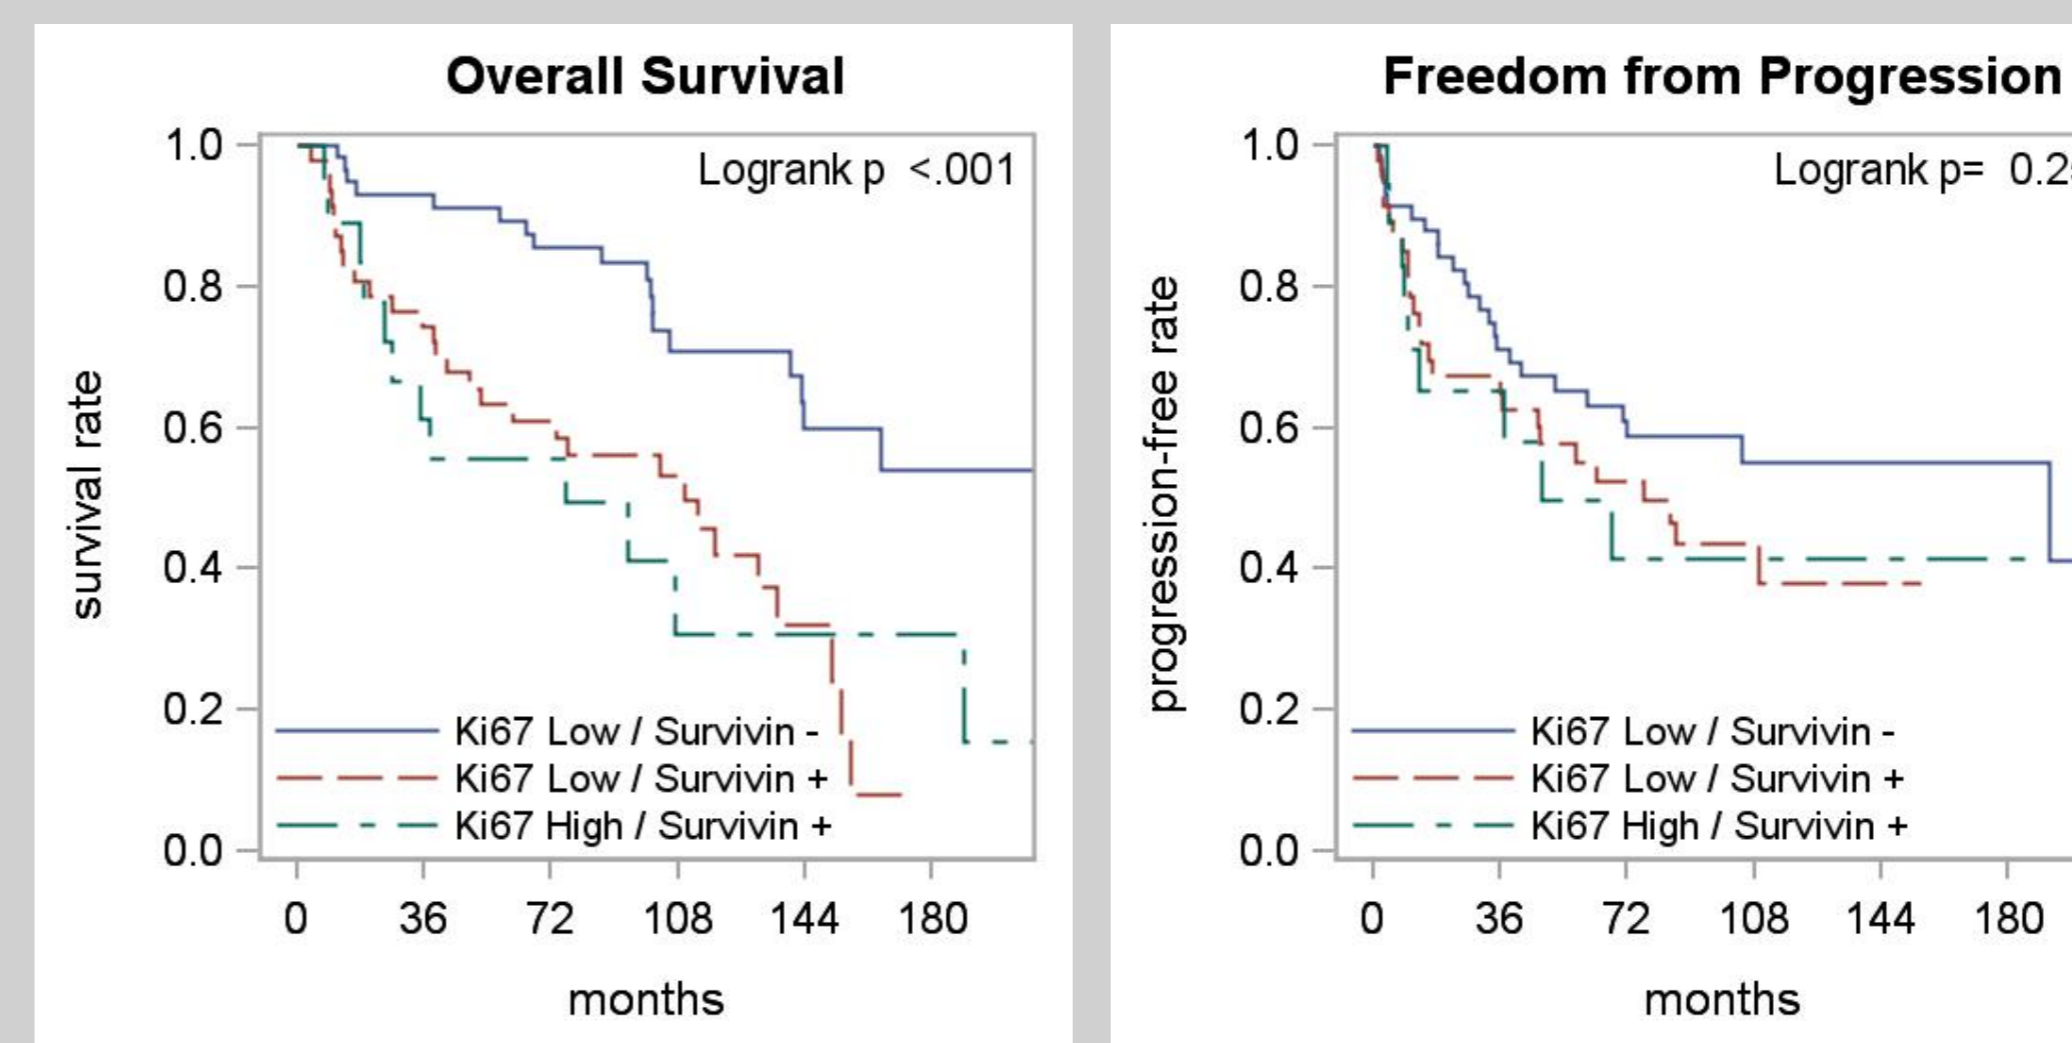 Overall Survival
Logrank p <.001
survival rate
1.0
0.8
0.6
0.4
0.2
0.0
Ki67 Low / Survivin -
Ki67 Low / Survivin +
Ki67 High / Survivin +
0 36 72 108 144 180
months
Freedom from Progression
Logrank p=
progression-free rate
1.0
0.8
0.6
0.4
0.2
0.0
Ki67 Low / Survivin -
Ki67 Low / Survivin +
Ki67 High / Survivin +
0 36 72 108 144 180
months